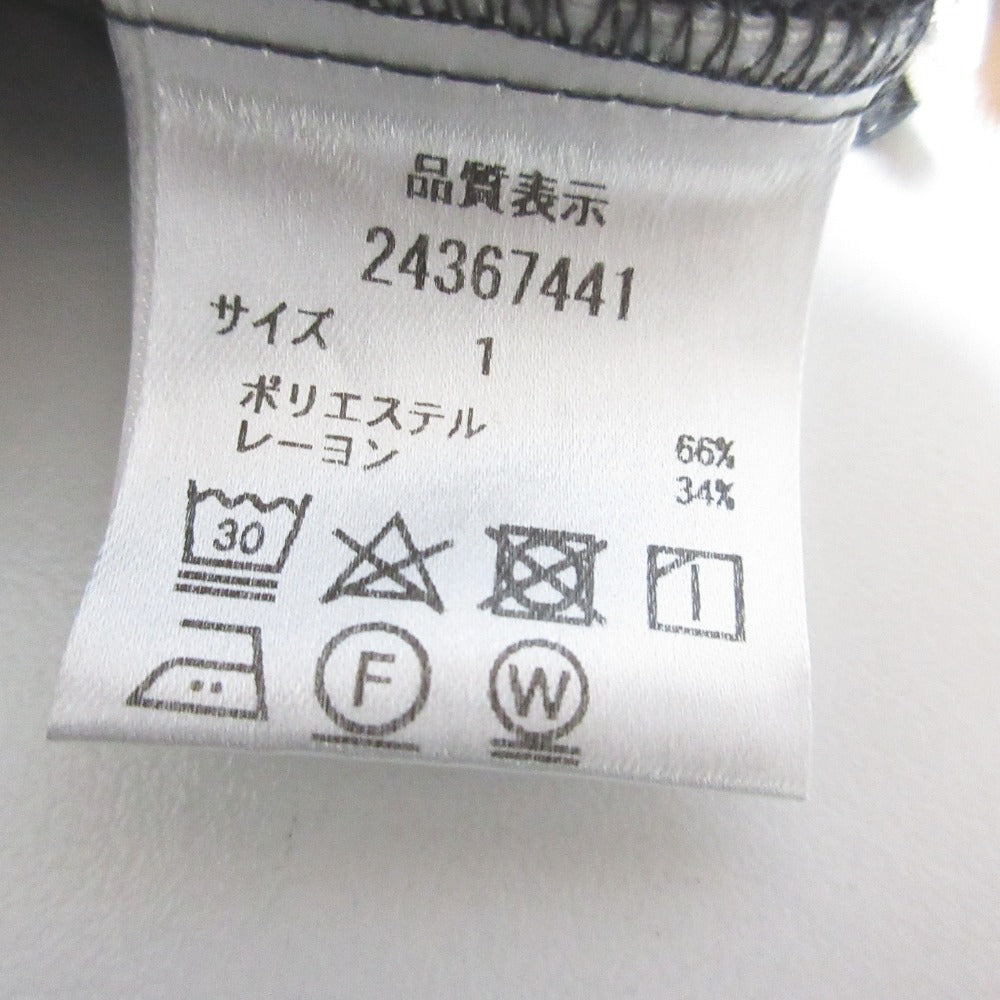 品質表示
24367441
サイズ 1
ポリエステル 66%
レーヨン 34%
30
F W